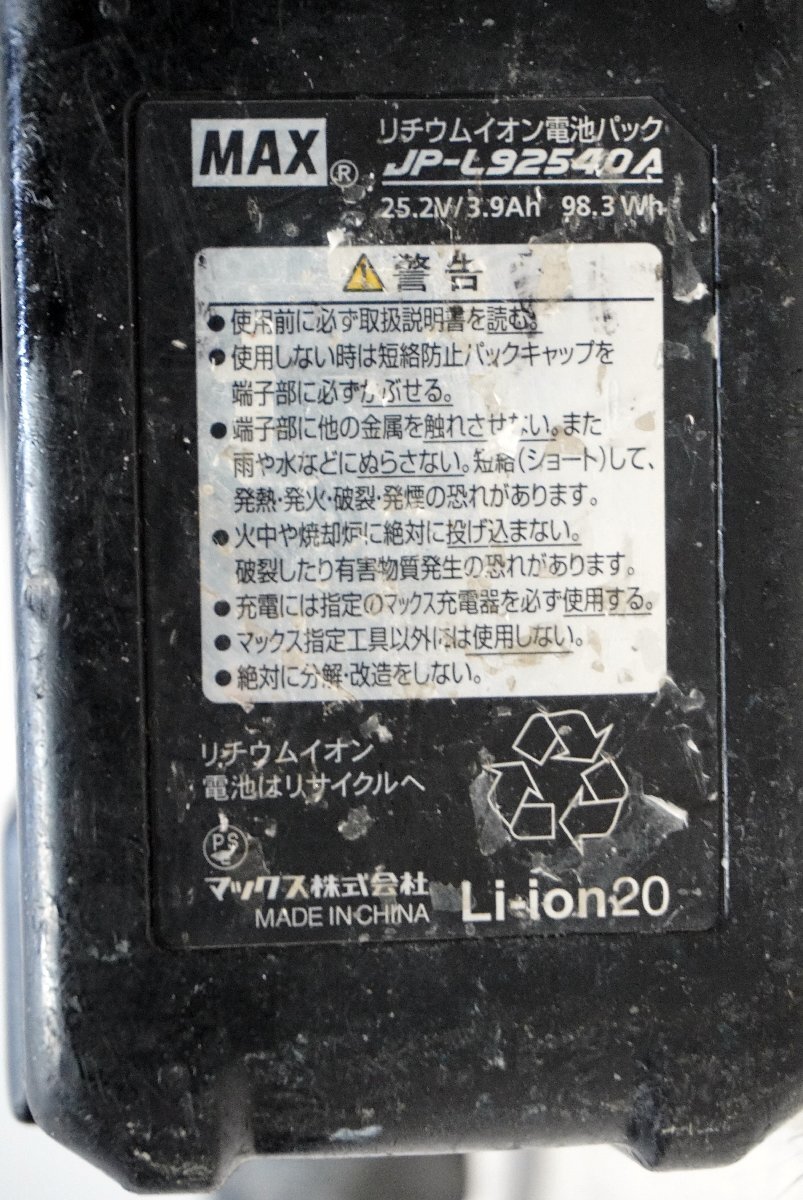 MAX®
リチウムイオン電池パック
JP-L92540A
25.2V/3.9Ah 98.3Wh
警告
●使用前に必ず取扱説明書を読む。
●使用しない時は短絡防止パックキャップを
端子部に必ずかぶせる。
●端子部に他の金属を触れさせない。また
雨や水などにぬらさない。短絡(ショート)して、
発熱・発火・破裂・発煙の恐れがあります。
●火中や焼却炉に絶対に投げ込まない。
破裂したり有害物質発生の恐れがあります。
●充電には指定のマックス充電器を必ず使用する。
●マックス指定工具以外には使用しない。
●絶対に分解・改造をしない。
リチウムイオン
電池はリサイクルへ
PS
マックス株式会社
MADE IN CHINA
Li-ion20